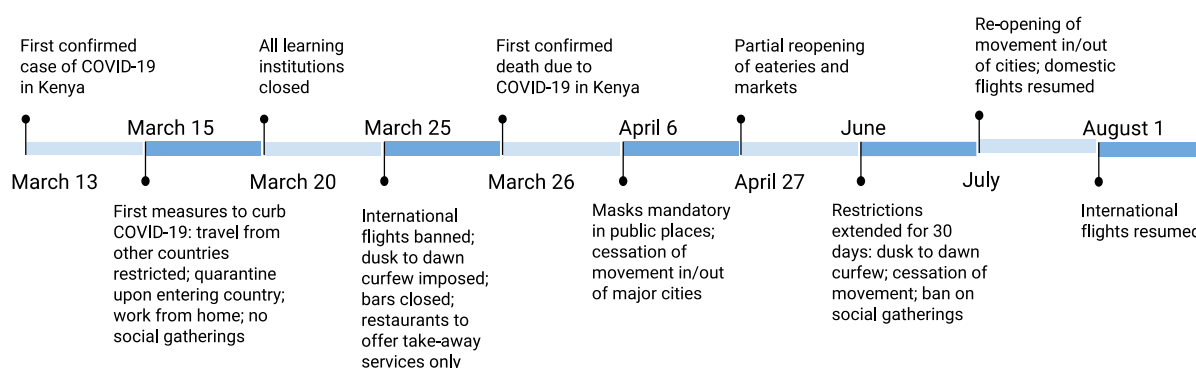 First confirmed
case of COVID-19
in Kenya
March 13
March 15
First measures to curb
COVID-19: travel from
other countries
restricted; quarantine
upon entering country;
work from home; no
social gatherings
All learning
institutions
closed
March 20
March 25
International
flights banned;
dusk to dawn
curfew imposed;
bars closed;
restaurants to
offer take-away
services only
First confirmed
death due to
COVID-19 in Kenya
March 26
April 6
Masks mandatory
in public places;
cessation of
movement in/out
of major cities
Partial reopening
of eateries and
markets
April 27
June
Restrictions
extended for 30
days: dusk to dawn
curfew; cessation of
movement; ban on
social gatherings
Re-opening of
movement in/out
of cities; domestic
flights resumed
July
August 1
International
flights resumed